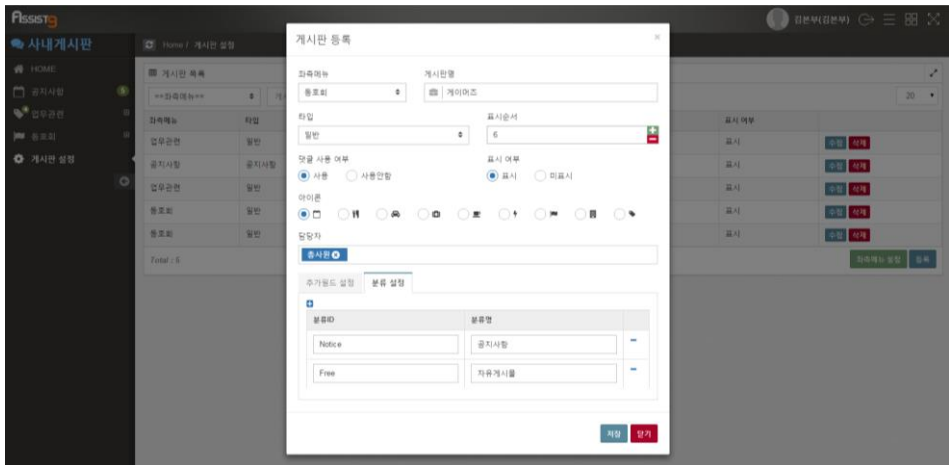 Assist9
김본부(김본부)
사내게시판
Home / 게시판 설정
HOME
공지사항 5
업무관련
동호회
게시판 설정
게시판 목록
==좌측메뉴==
20
좌측메뉴 타입 표시 여부
업무관련 일반 표시 수정 삭제
공지사항 공지사항 표시 수정 삭제
업무관련 일반 표시 수정 삭제
동호회 일반 표시 수정 삭제
동호회 일반 표시 수정 삭제
Total : 5
좌측메뉴 설정 등록
게시판 등록 ×
좌측메뉴 게시판명
동호회 게이머즈
타입 표시순서
일반 6
댓글 사용 여부 표시 여부
사용 사용안함 표시 미표시
아이콘
담당자
홍사원
추가필드 설정 분류 설정
분류ID 분류명
Notice 공지사항
Free 자유게시물
저장 닫기